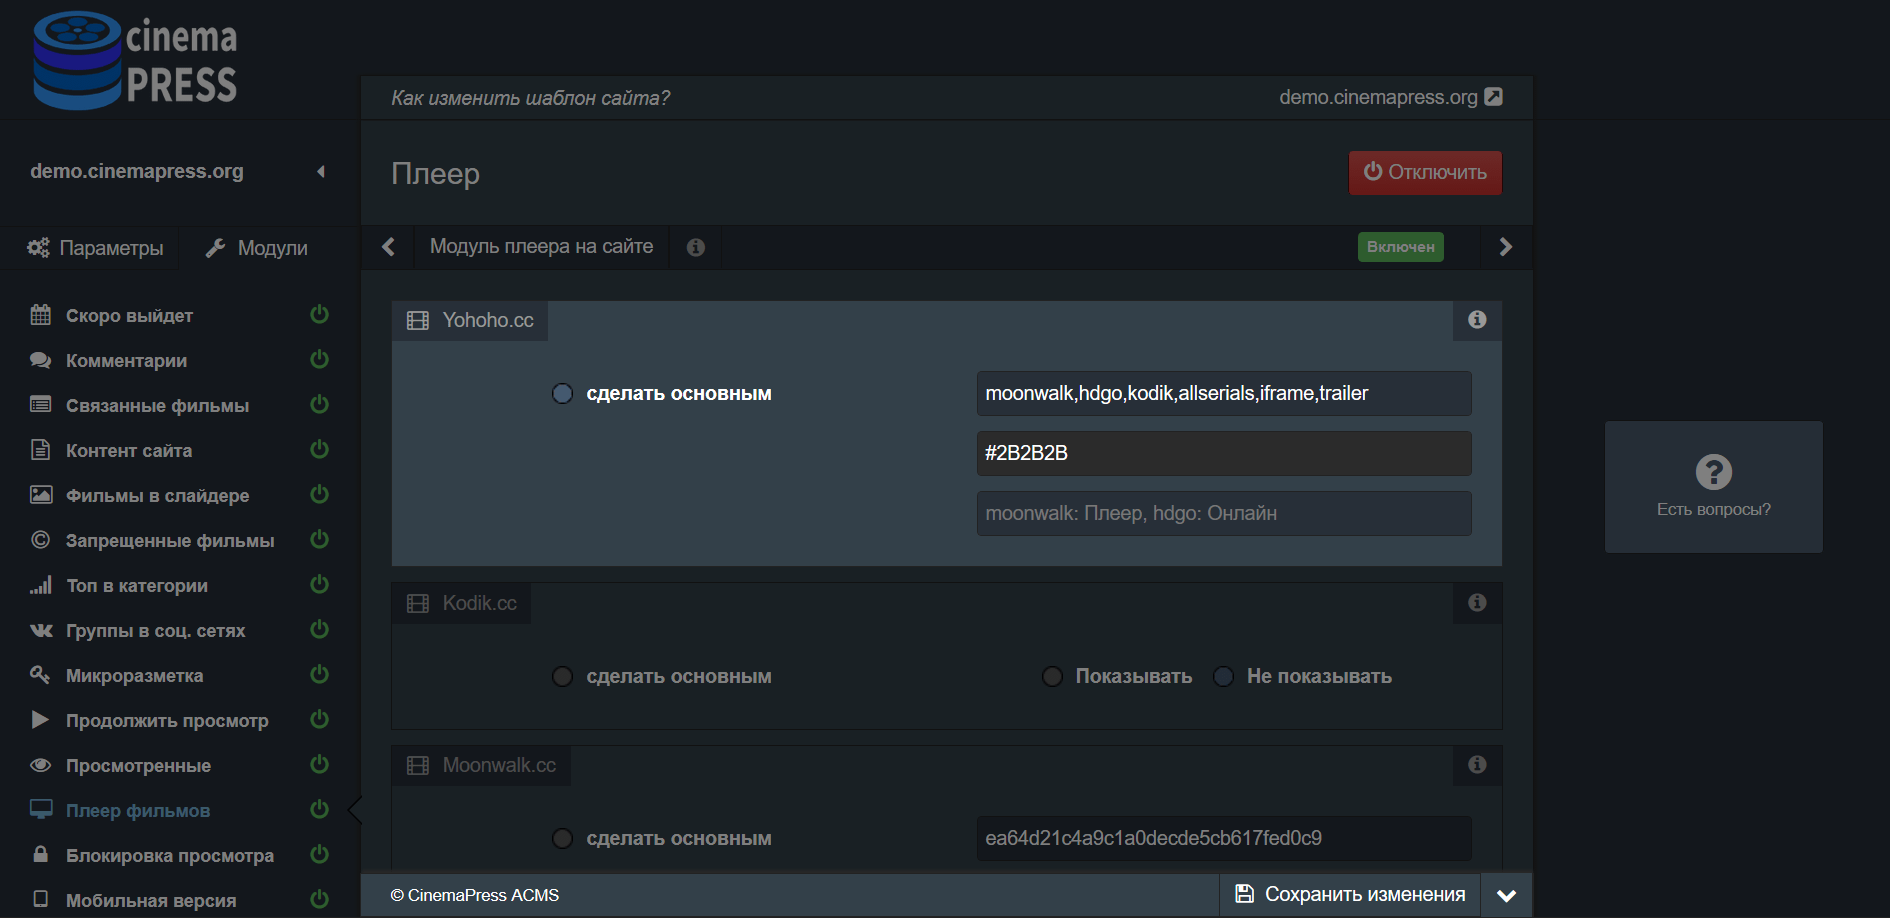 cinema
PRESS
Как изменить шаблон сайта?
demo.cinemapress.org
demo.cinemapress.org
Плеер
Отключить
Параметры
Модули
Модуль плеера на сайте
Включен
Скоро выйдет
Комментарии
Связанные фильмы
Контент сайта
Фильмы в слайдере
Запрещенные фильмы
Топ в категории
Группы в соц. сетях
Микроразметка
Продолжить просмотр
Просмотренные
Плеер фильмов
Блокировка просмотра
Мобильная версия
Yohoho.cc
сделать основным
moonwalk,hdgo,kodik,allserials,iframe,trailer
#2B2B2B
moonwalk: Плеер, hdgo: Онлайн
Kodik.cc
сделать основным
Показывать
Не показывать
Moonwalk.cc
сделать основным
ea64d21c4a9c1a0decde5cb617fed0c9
Есть вопросы?
© CinemaPress ACMS
Сохранить изменения